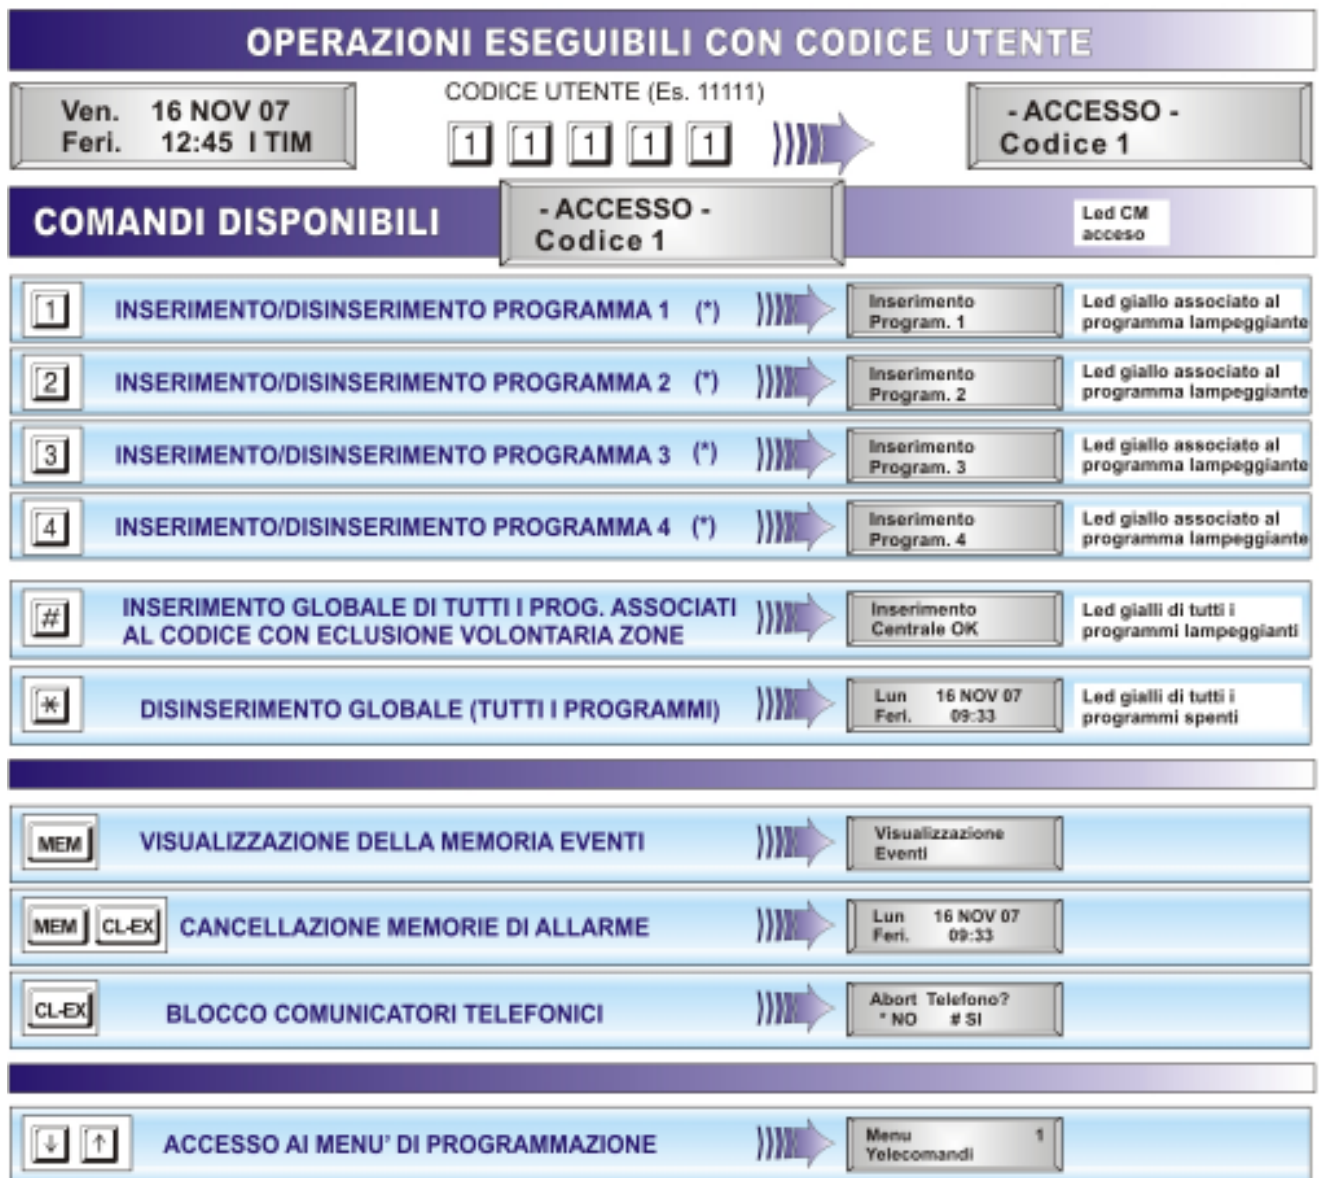 OPERAZIONI ESEGUIBILI CON CODICE UTENTE
Ven. 16 NOV 07
Feri. 12:45 I TIM
CODICE UTENTE (Es. 11111)
1 1 1 1 1
- ACCESSO -
Codice 1
COMANDI DISPONIBILI
- ACCESSO -
Codice 1
Led CM
acceso
1
INSERIMENTO/DISINSERIMENTO PROGRAMMA 1 (*)
Inserimento
Program. 1
Led giallo associato al
programma lampeggiante
2
INSERIMENTO/DISINSERIMENTO PROGRAMMA 2 (*)
Inserimento
Program. 2
Led giallo associato al
programma lampeggiante
3
INSERIMENTO/DISINSERIMENTO PROGRAMMA 3 (*)
Inserimento
Program. 3
Led giallo associato al
programma lampeggiante
4
INSERIMENTO/DISINSERIMENTO PROGRAMMA 4 (*)
Inserimento
Program. 4
Led giallo associato al
programma lampeggiante
#
INSERIMENTO GLOBALE DI TUTTI I PROG. ASSOCIATI
AL CODICE CON ECLUSIONE VOLONTARIA ZONE
Inserimento
Centrale OK
Led gialli di tutti i
programmi lampeggianti
*
DISINSERIMENTO GLOBALE (TUTTI I PROGRAMMI)
Lun 16 NOV 07
Feri. 09:33
Led gialli di tutti i
programmi spenti
MEM
VISUALIZZAZIONE DELLA MEMORIA EVENTI
Visualizzazione
Eventi
MEM CL-EX
CANCELLAZIONE MEMORIE DI ALLARME
Lun 16 NOV 07
Feri. 09:33
CL-EX
BLOCCO COMUNICATORI TELEFONICI
Abort Telefono?
* NO # SI
↓ ↑
ACCESSO AI MENU' DI PROGRAMMAZIONE
Menu 1
Yelecomandi